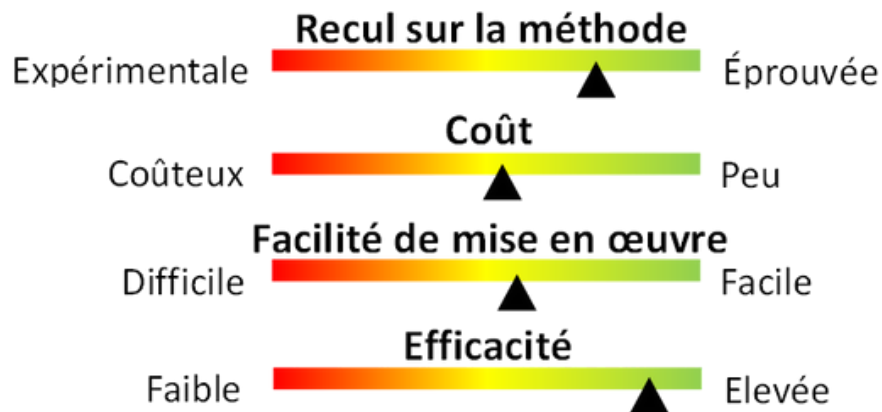 Recul sur la méthode
Expérimentale Éprouvée
Coût
Coûteux Peu
Facilité de mise en œuvre
Difficile Facile
Efficacité
Faible Elevée